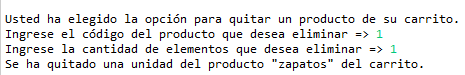 Usted ha elegido la opción para quitar un producto de su carrito.
Ingrese el código del producto que desea eliminar => 1
Ingrese la cantidad de elementos que desea eliminar => 1
Se ha quitado una unidad del producto "zapatos" del carrito.